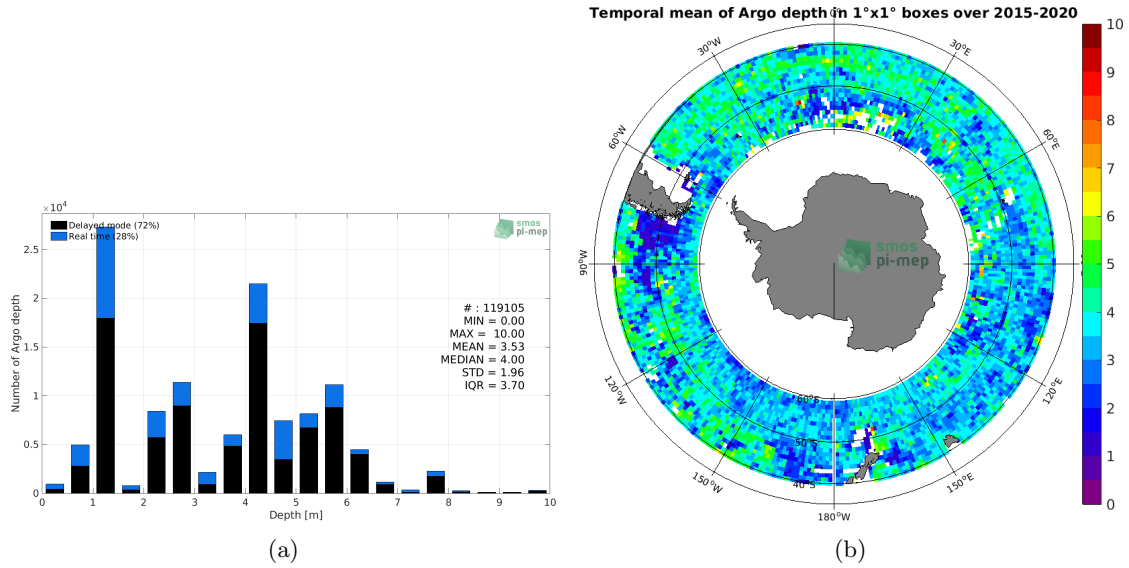 ×10⁴
Delayed mode (72%)
Real time (28%)
smos
pi-mep
# : 119105
MIN = 0.00
MAX = 10.00
MEAN = 3.53
MEDIAN = 4.00
STD = 1.96
IQR = 3.70
2.5
2
1.5
1
0.5
0
Number of Argo depth
0 1 2 3 4 5 6 7 8 9 10
Depth [m]
(a)
Temporal mean of Argo depth in 1°x1° boxes over 2015-2020
0°
30°E
60°E
90°E
120°E
150°E
180°W
150°W
120°W
90°W
60°W
30°W
60°S
50°S
40°S
smos
pi-mep
10
9
8
7
6
5
4
3
2
1
0
(b)